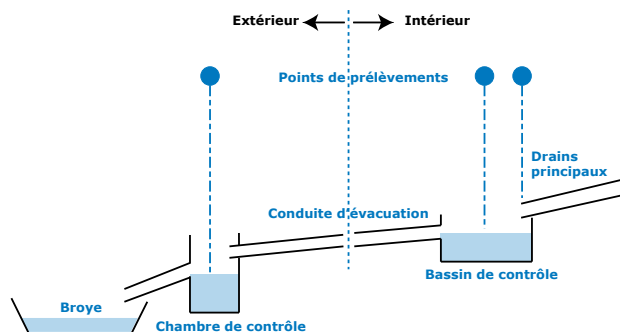 Extérieur
Intérieur
Points de prélèvements
Drains
principaux
Conduite d'évacuation
Bassin de contrôle
Broye
Chambre de contrôle